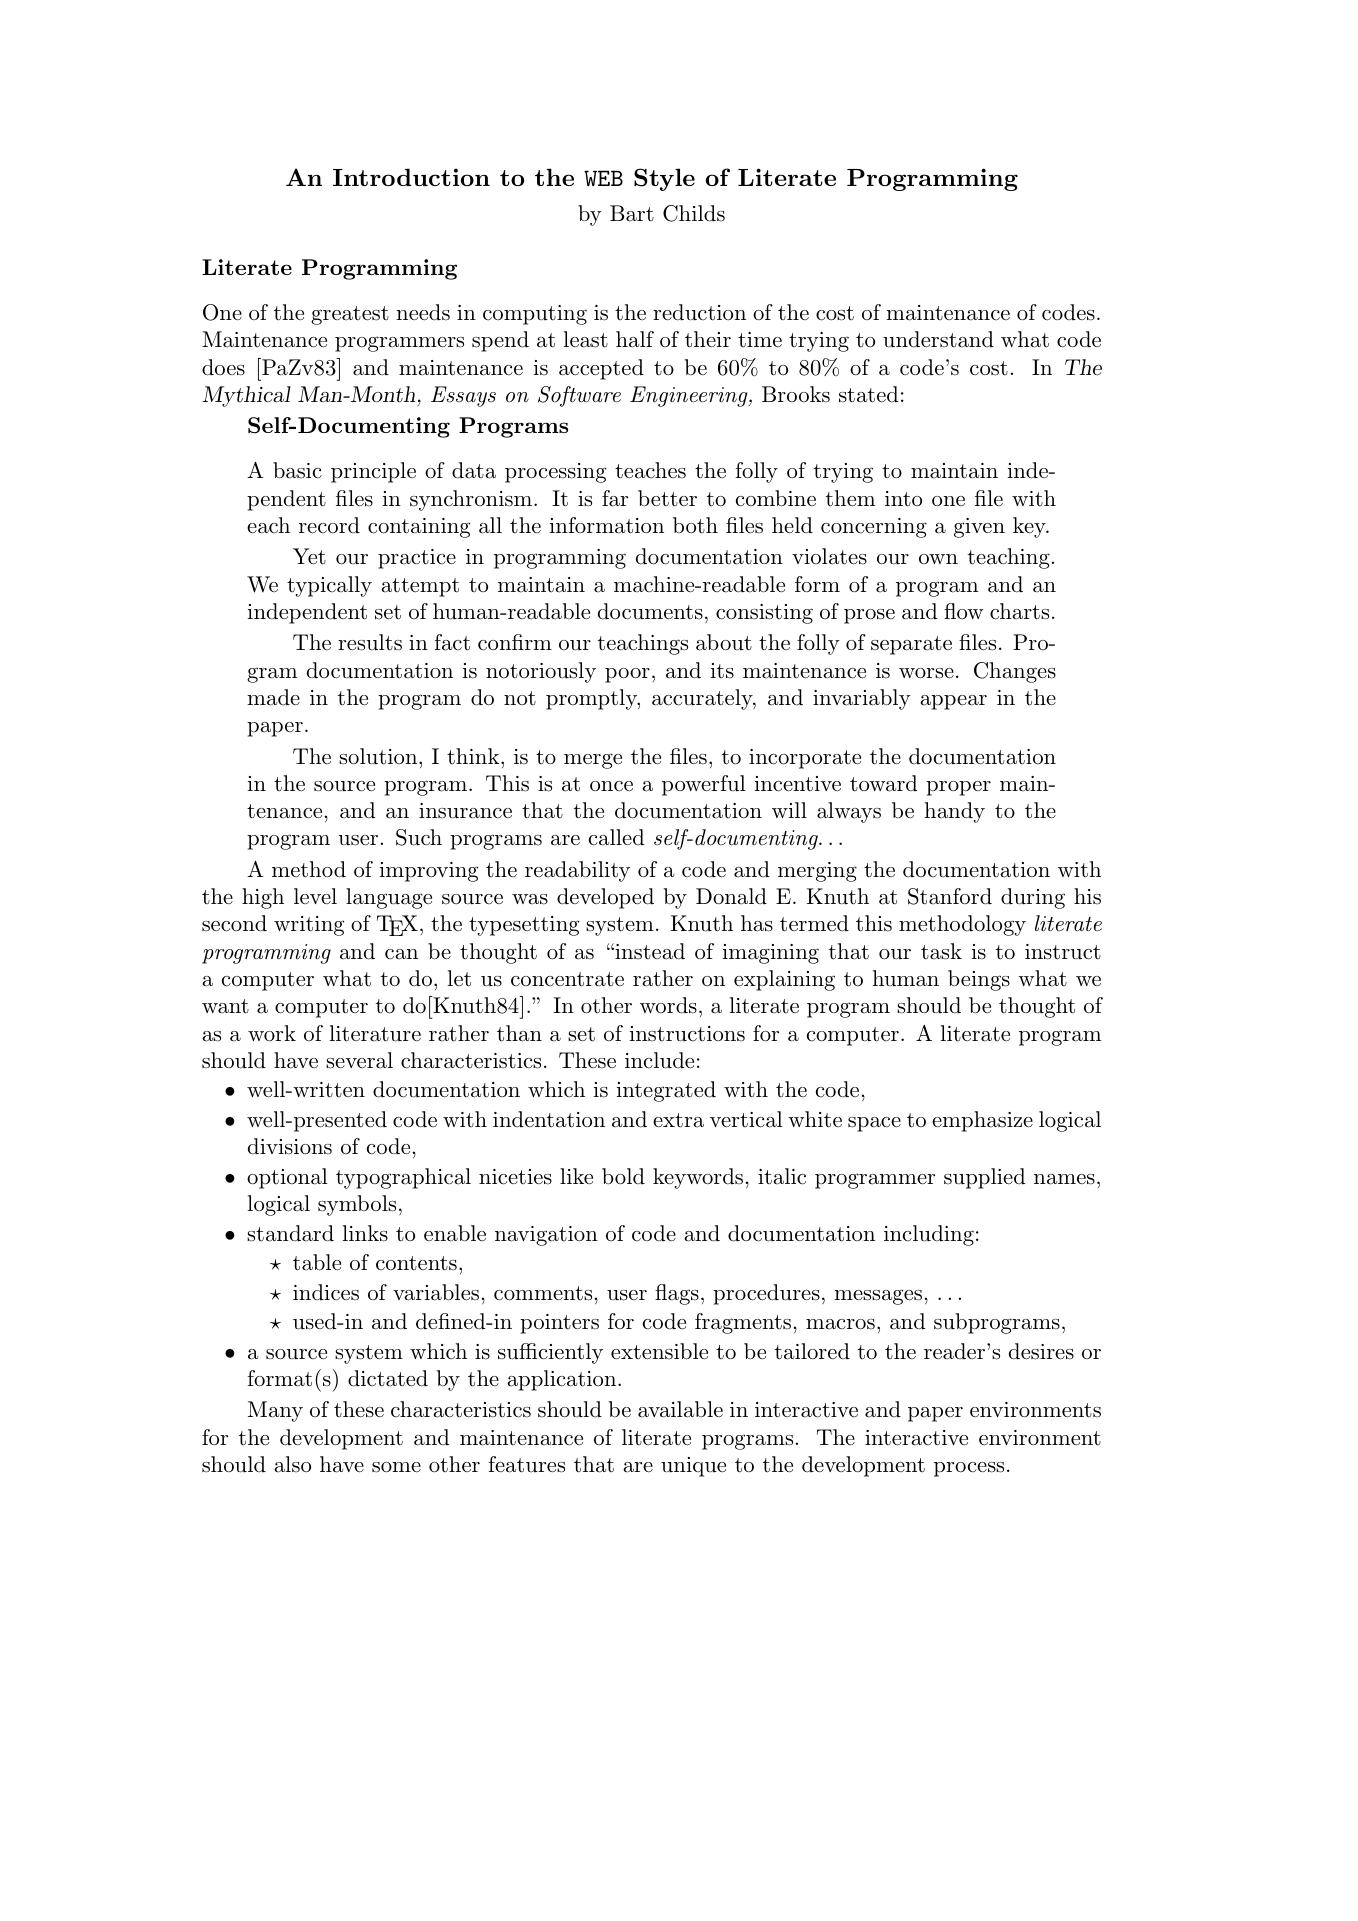 An Introduction to the WEB Style of Literate Programming
by Bart Childs
Literate Programming
One of the greatest needs in computing is the reduction of the cost of maintenance of codes.
Maintenance programmers spend at least half of their time trying to understand what code
does [PaZv83] and maintenance is accepted to be 60% to 80% of a code's cost. In The
Mythical Man-Month, Essays on Software Engineering, Brooks stated:
Self-Documenting Programs
A basic principle of data processing teaches the folly of trying to maintain inde-
pendent files in synchronism. It is far better to combine them into one file with
each record containing all the information both files held concerning a given key.
Yet our practice in programming documentation violates our own teaching.
We typically attempt to maintain a machine-readable form of a program and an
independent set of human-readable documents, consisting of prose and flow charts.
The results in fact confirm our teachings about the folly of separate files. Pro-
gram documentation is notoriously poor, and its maintenance is worse. Changes
made in the program do not promptly, accurately, and invariably appear in the
paper.
The solution, I think, is to merge the files, to incorporate the documentation
in the source program. This is at once a powerful incentive toward proper main-
tenance, and an insurance that the documentation will always be handy to the
program user. Such programs are called self-documenting...
A method of improving the readability of a code and merging the documentation with
the high level language source was developed by Donald E. Knuth at Stanford during his
second writing of TEX, the typesetting system. Knuth has termed this methodology literate
programming and can be thought of as “instead of imagining that our task is to instruct
a computer what to do, let us concentrate rather on explaining to human beings what we
want a computer to do[Knuth84].” In other words, a literate program should be thought of
as a work of literature rather than a set of instructions for a computer. A literate program
should have several characteristics. These include:
• well-written documentation which is integrated with the code,
• well-presented code with indentation and extra vertical white space to emphasize logical
divisions of code,
• optional typographical niceties like bold keywords, italic programmer supplied names,
logical symbols,
• standard links to enable navigation of code and documentation including:
⋆ table of contents,
⋆ indices of variables, comments, user flags, procedures, messages, ...
⋆ used-in and defined-in pointers for code fragments, macros, and subprograms,
• a source system which is sufficiently extensible to be tailored to the reader's desires or
format(s) dictated by the application.
Many of these characteristics should be available in interactive and paper environments
for the development and maintenance of literate programs. The interactive environment
should also have some other features that are unique to the development process.